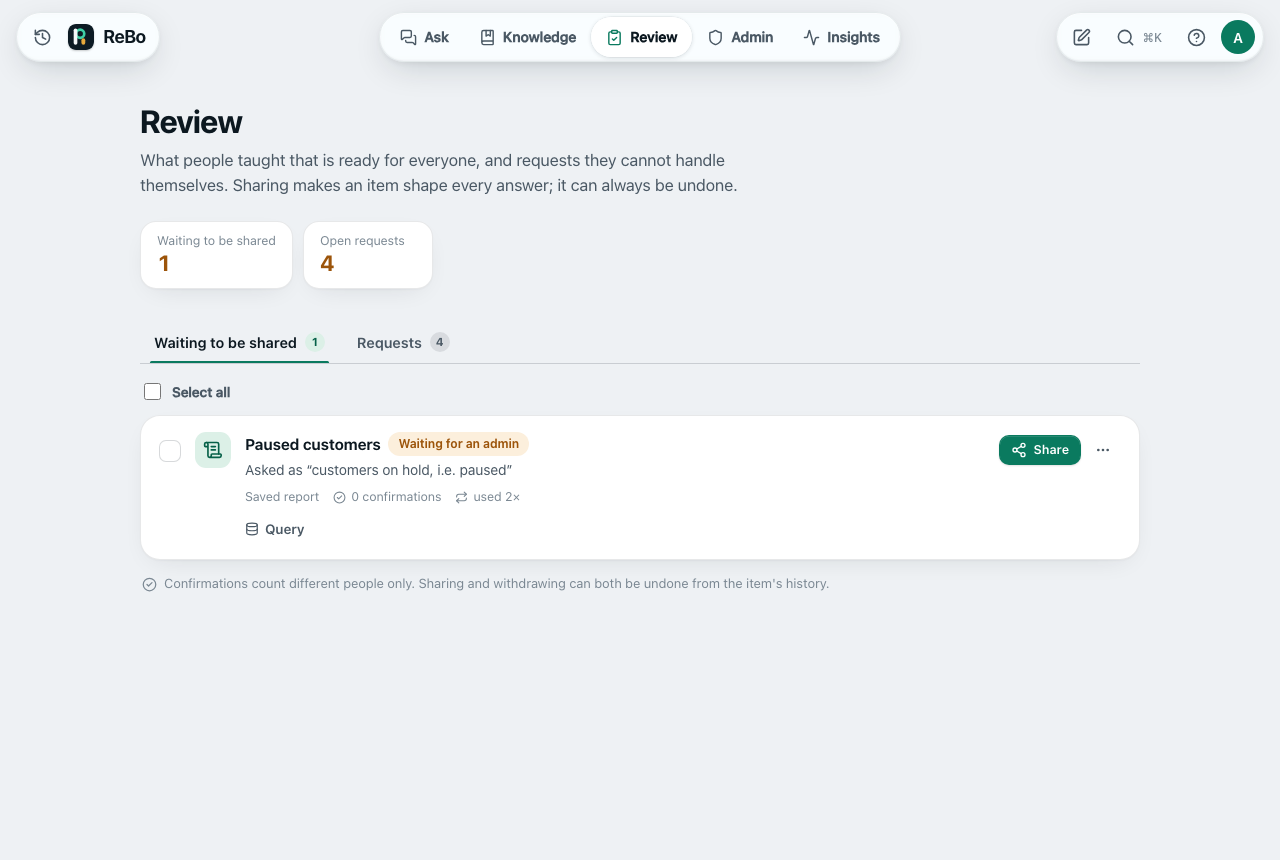 ReBo
Ask
Knowledge
Review
Admin
Insights
⌘K
A
Review
What people taught that is ready for everyone, and requests they cannot handle
themselves. Sharing makes an item shape every answer; it can always be undone.
Waiting to be shared
1
Open requests
4
Waiting to be shared 1
Requests 4
Select all
Paused customers Waiting for an admin
Share
Asked as “customers on hold, i.e. paused”
Saved report 0 confirmations used 2×
Query
Confirmations count different people only. Sharing and withdrawing can both be undone from the item's history.